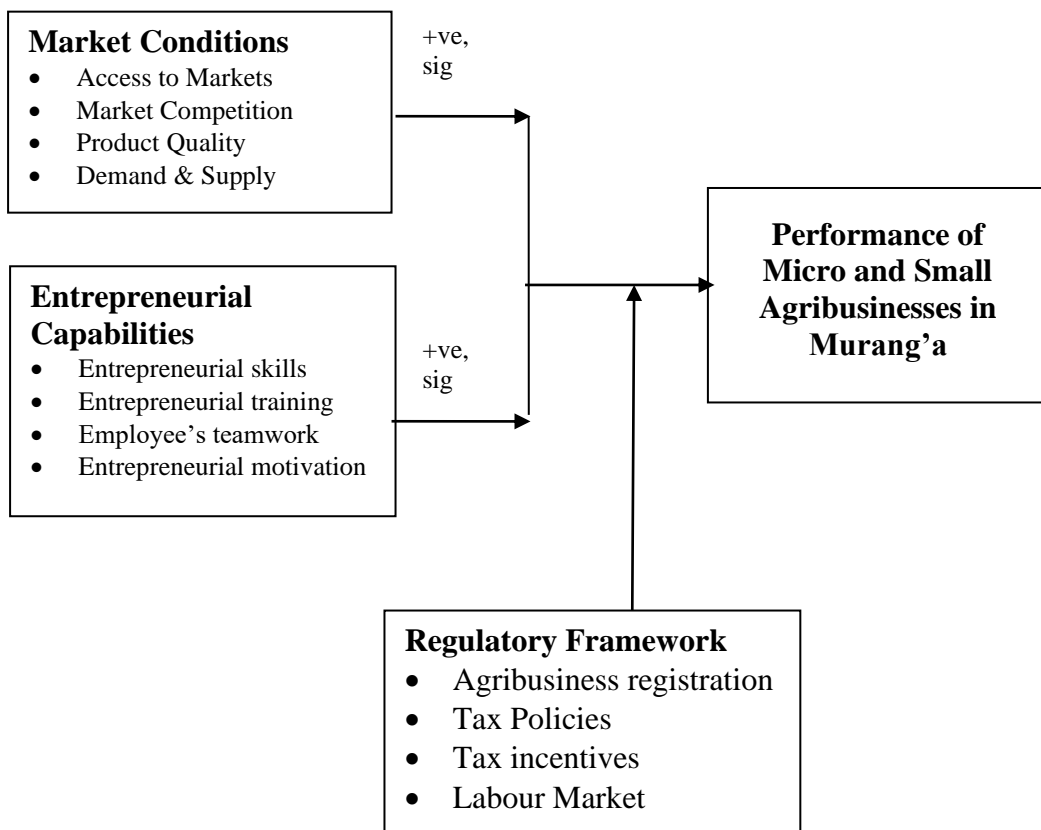 Market Conditions
• Access to Markets
• Market Competition
• Product Quality
• Demand & Supply
+ve,
sig
Entrepreneurial
Capabilities
• Entrepreneurial skills
• Entrepreneurial training
• Employee’s teamwork
• Entrepreneurial motivation
+ve,
sig
Performance of
Micro and Small
Agribusinesses in
Murang’a
Regulatory Framework
• Agribusiness registration
• Tax Policies
• Tax incentives
• Labour Market